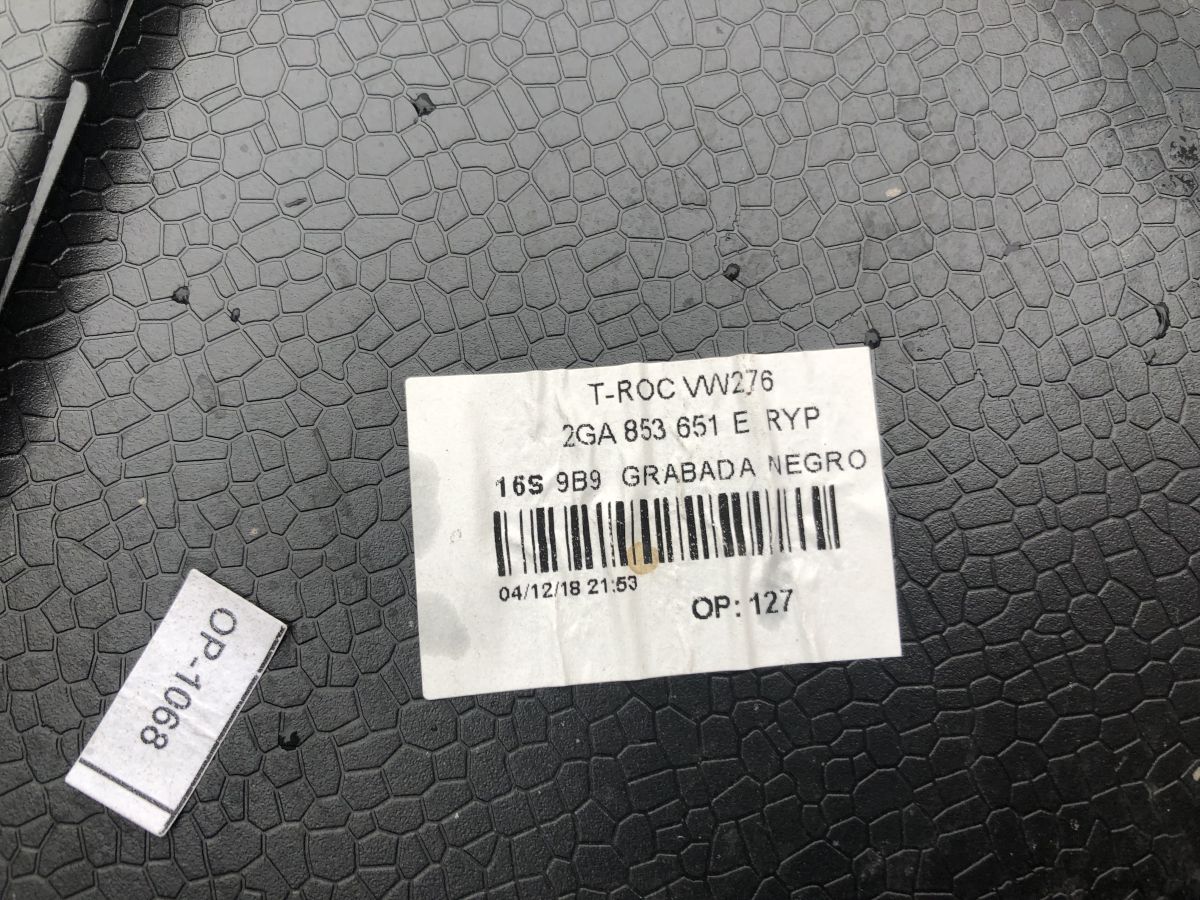 T-ROC VW276
2GA 853 651 E RYP
16S 9B9 GRABADA NEGRO
04/12/18 21:53
OP: 127
OP-1068